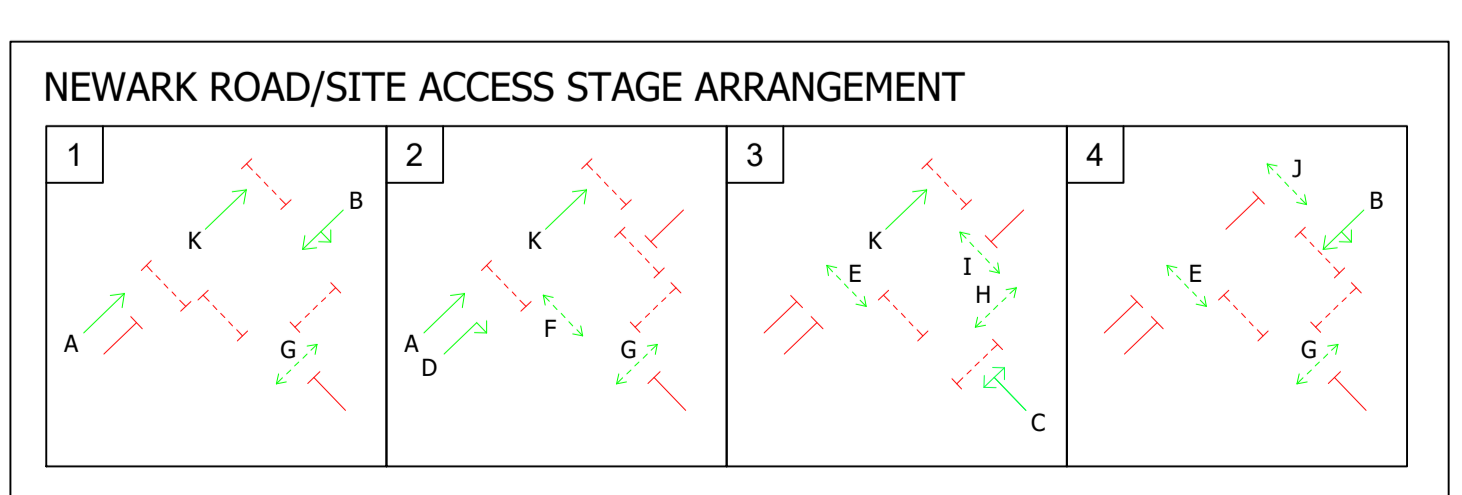 NEWARK ROAD/SITE ACCESS STAGE ARRANGEMENT
1 2 3 4
J
B B
K K K
I
E E
H
F
A A G G G
D
C